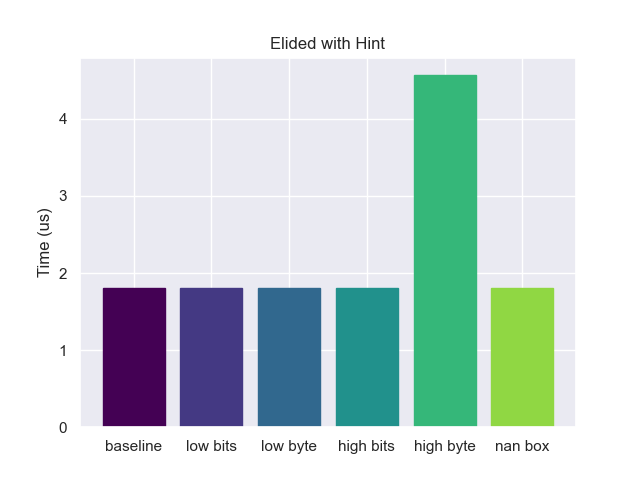 Elided with Hint
Time (us)
4
3
2
1
0
baseline low bits low byte high bits high byte nan box